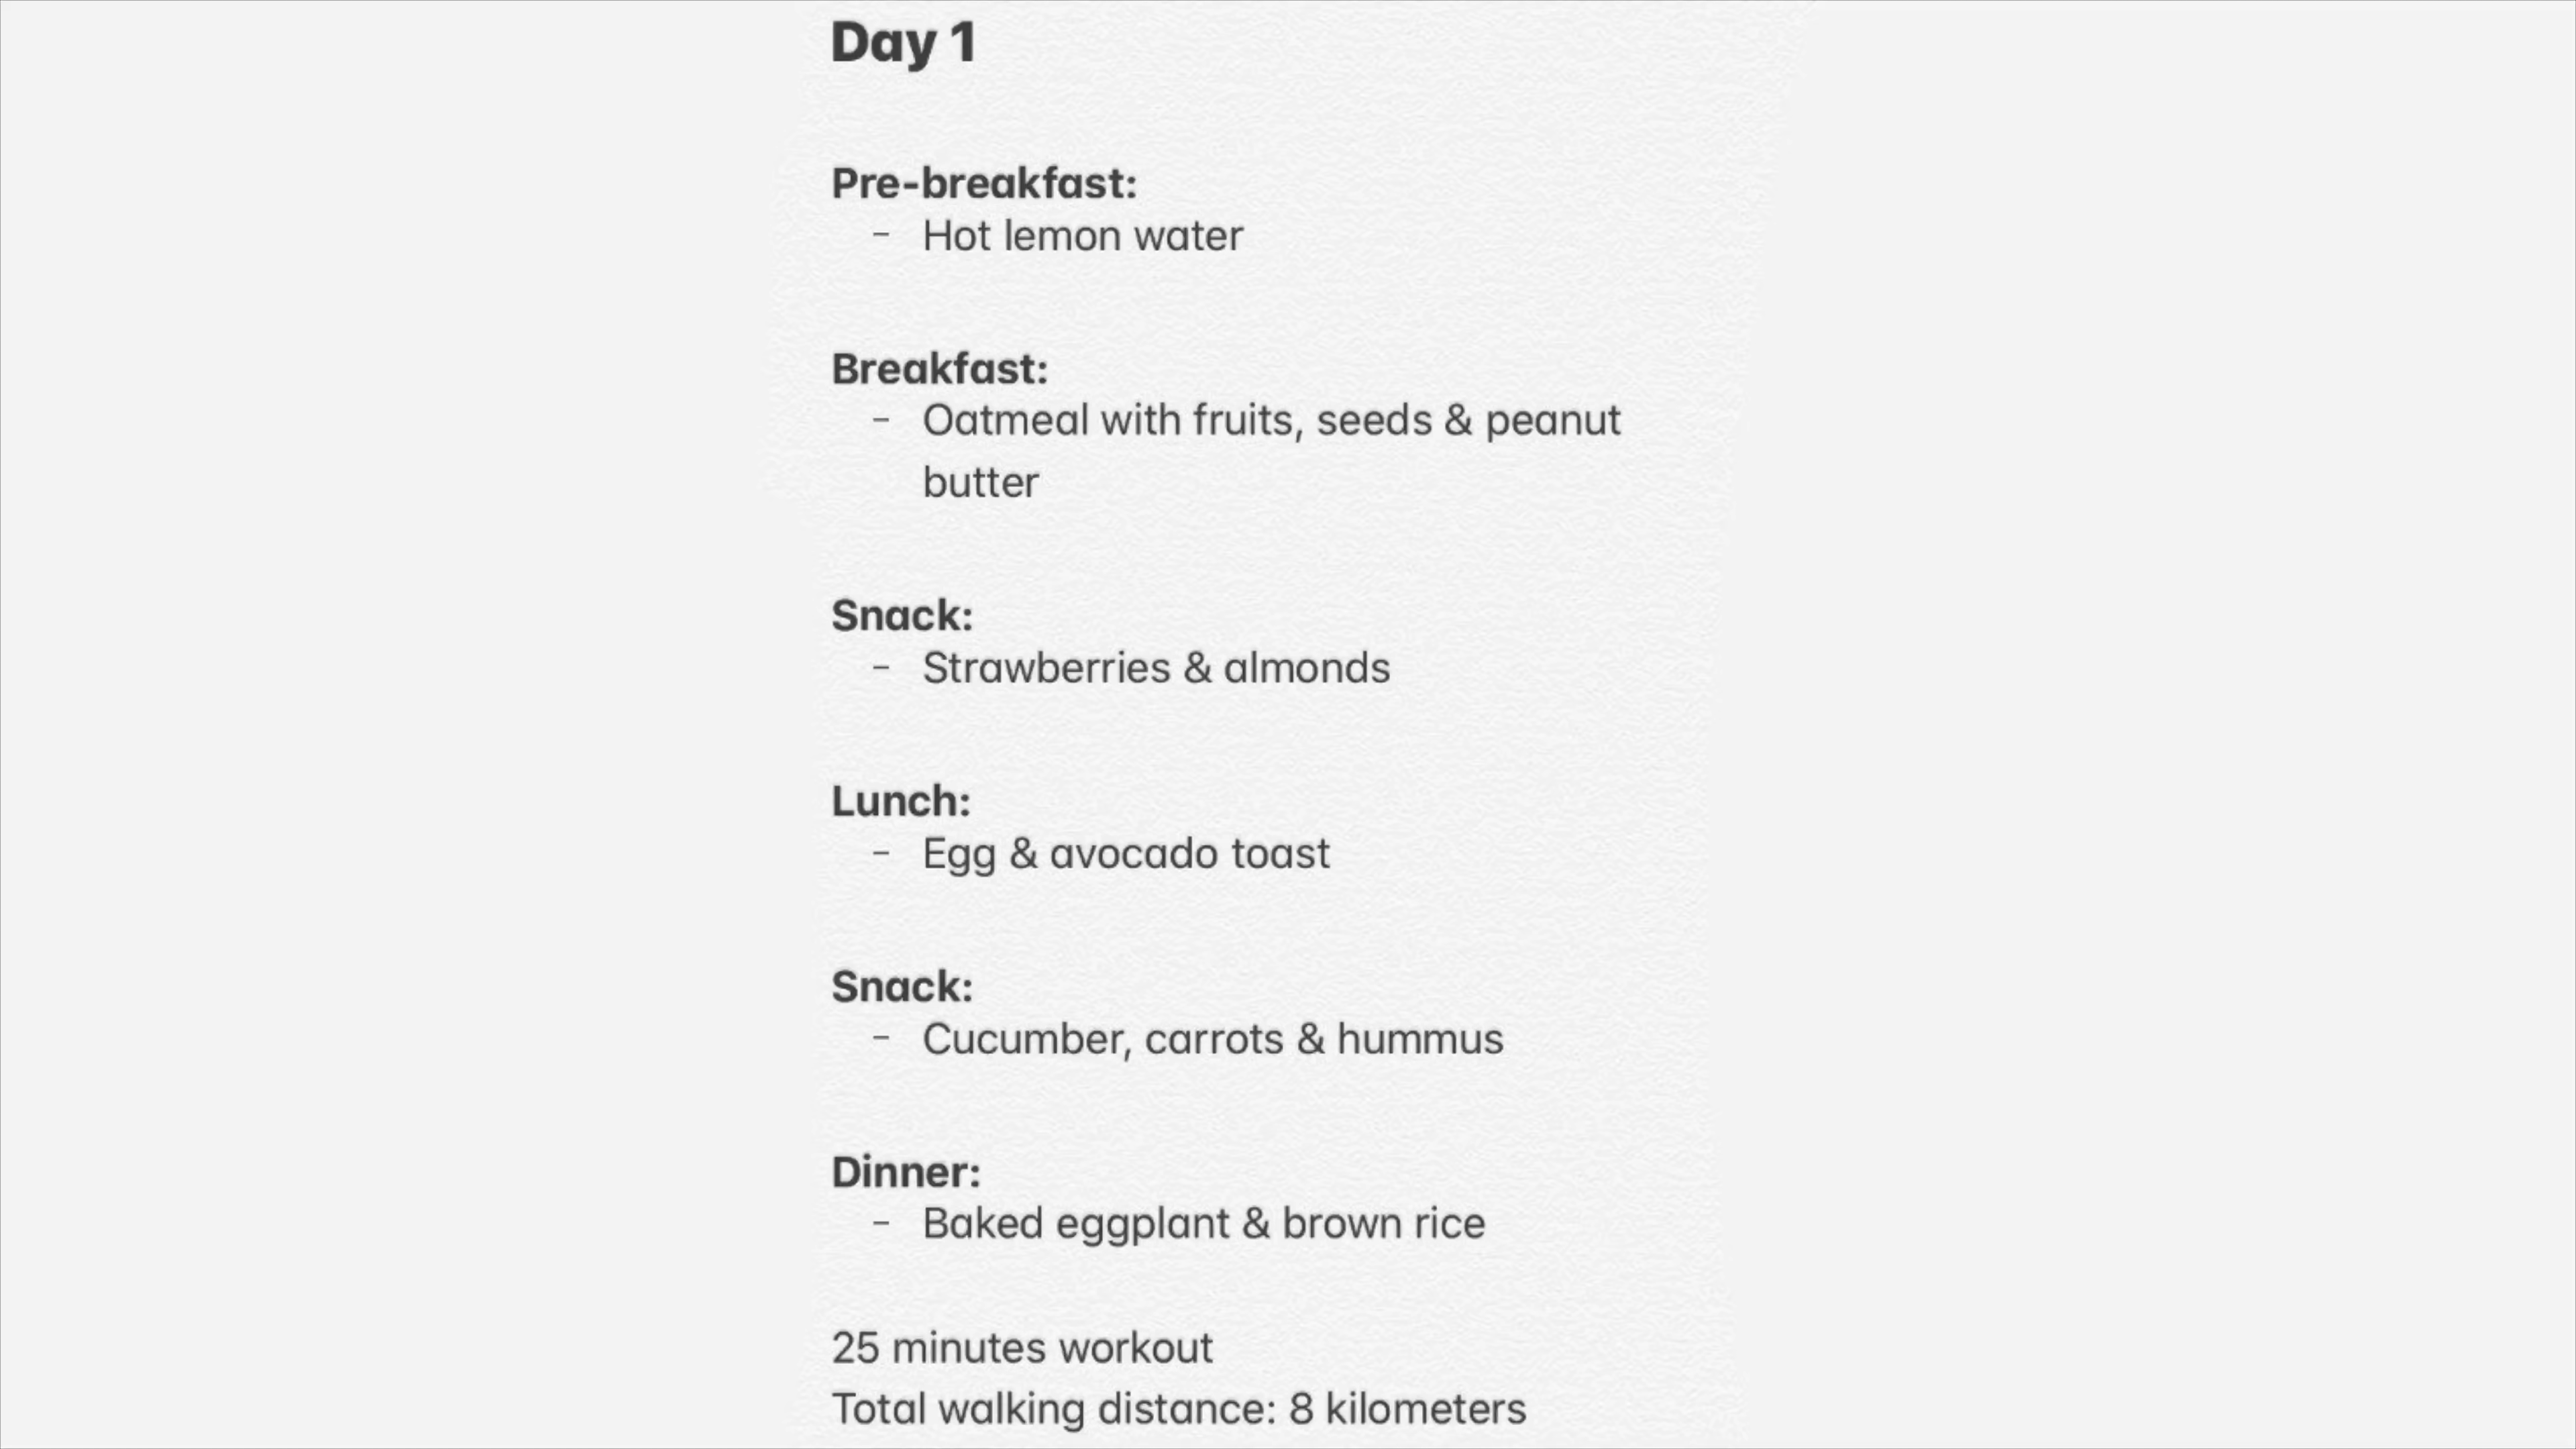 Day 1
Pre-breakfast:
- Hot lemon water
Breakfast:
- Oatmeal with fruits, seeds & peanut
butter
Snack:
- Strawberries & almonds
Lunch:
- Egg & avocado toast
Snack:
- Cucumber, carrots & hummus
Dinner:
- Baked eggplant & brown rice
25 minutes workout
Total walking distance: 8 kilometers